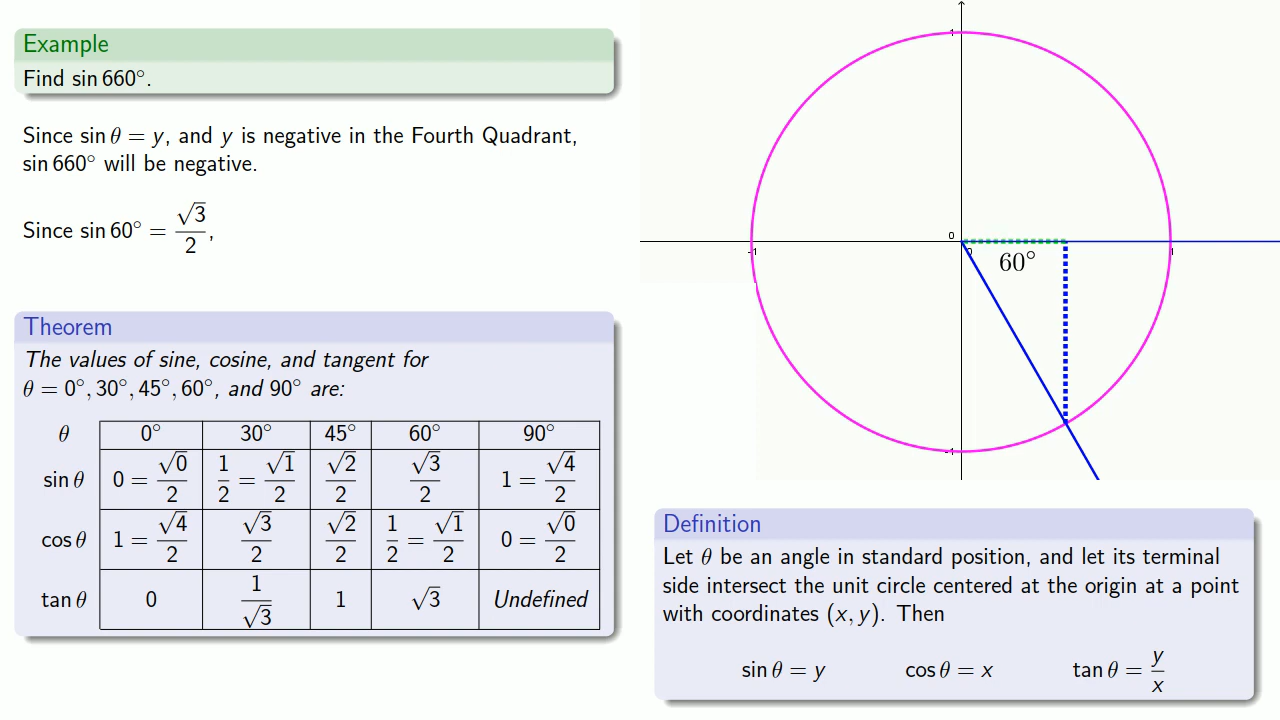 Example
Find sin 660°.
Since sin θ = y, and y is negative in the Fourth Quadrant,
sin 660° will be negative.
Since sin 60° = √3/2,
Theorem
The values of sine, cosine, and tangent for
θ = 0°, 30°, 45°, 60°, and 90° are:
θ 0° 30° 45° 60° 90°
sin θ 0 = √0/2 1/2 = √1/2 √2/2 √3/2 1 = √4/2
cos θ 1 = √4/2 √3/2 √2/2 1/2 = √1/2 0 = √0/2
tan θ 0 1/√3 1 √3 Undefined
1
0
-1 0 1
60°
-1
Definition
Let θ be an angle in standard position, and let its terminal
side intersect the unit circle centered at the origin at a point
with coordinates (x, y). Then
sin θ = y cos θ = x tan θ = y/x